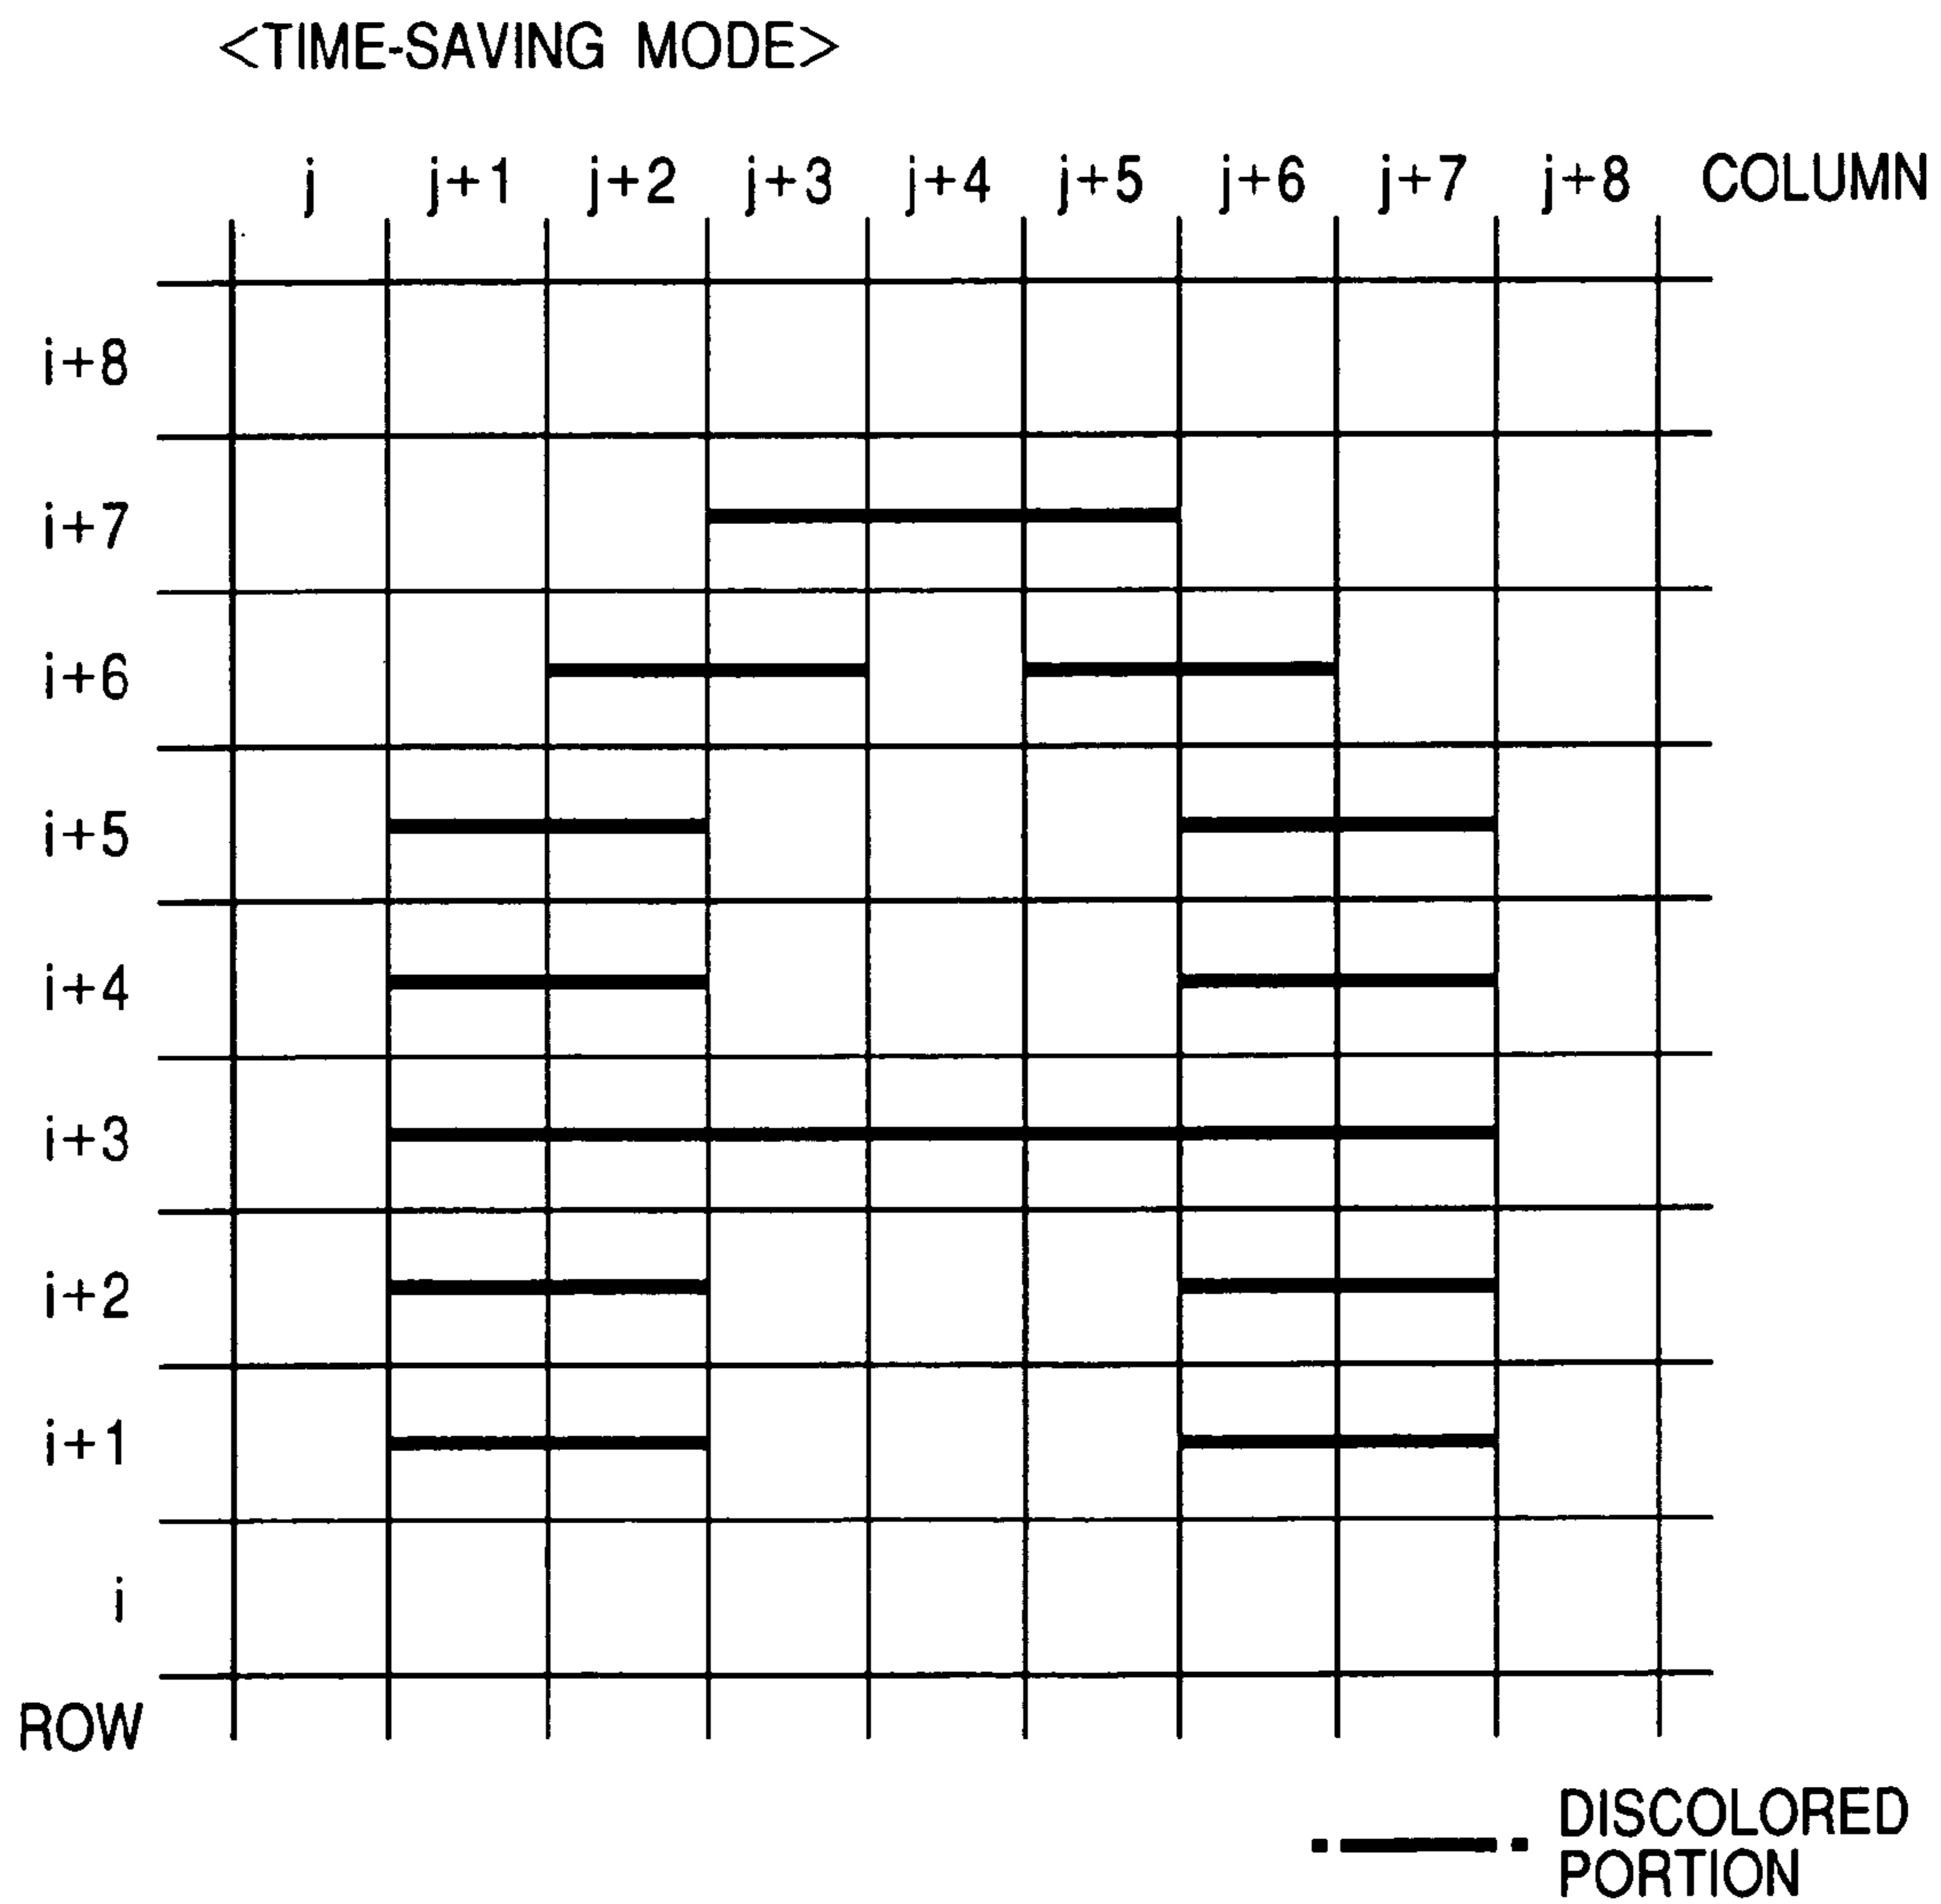 <TIME-SAVING MODE>
j j+1 j+2 j+3 j+4 j+5 j+6 j+7 j+8 COLUMN
i+8
i+7
i+6
i+5
i+4
i+3
i+2
i+1
i
ROW
DISCOLORED
PORTION